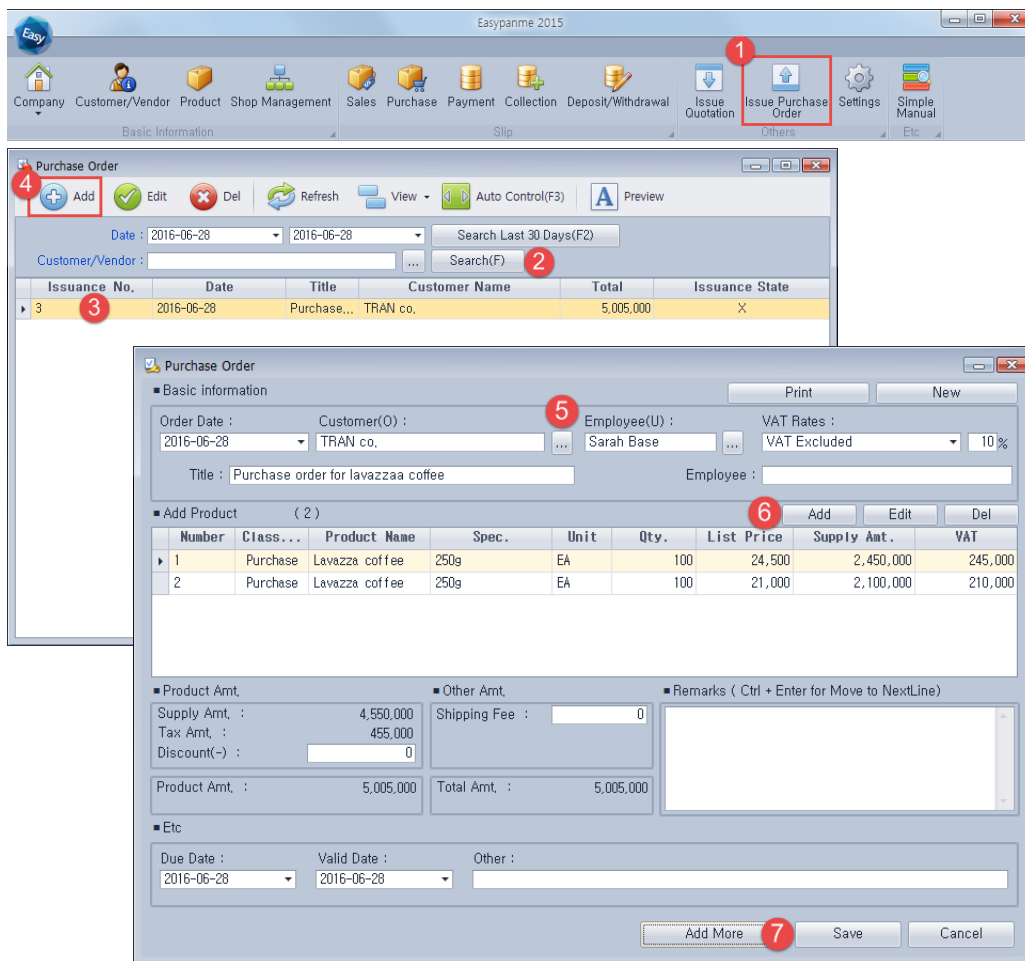 Easypanme 2015
Easy
1
Company Customer/Vendor Product Shop Management Sales Purchase Payment Collection Deposit/Withdrawal Issue Quotation Issue Purchase Order Settings Simple Manual
Basic Information Slip Others Etc
Purchase Order
4
Add Edit Del Refresh View Auto Control(F3) A Preview
Date : 2016-06-28 2016-06-28 Search Last 30 Days(F2)
Customer/Vendor : ... Search(F) 2
Issuance No. Date Title Customer Name Total Issuance State
3 3 2016-06-28 Purchase... TRAN co. 5,005,000 X
Purchase Order
■ Basic information Print New
Order Date : Customer(O) : 5 Employee(U) : VAT Rates :
2016-06-28 TRAN co. ... Sarah Base ... VAT Excluded 10 %
Title : Purchase order for lavazzaa coffee Employee :
■ Add Product ( 2 ) 6 Add Edit Del
Number Class... Product Name Spec. Unit Qty. List Price Supply Amt. VAT
1 Purchase Lavazza coffee 250g EA 100 24,500 2,450,000 245,000
2 Purchase Lavazza coffee 250g EA 100 21,000 2,100,000 210,000
■ Product Amt. ■ Other Amt. ■ Remarks ( Ctrl + Enter for Move to NextLine)
Supply Amt. : 4,550,000 Shipping Fee : 0
Tax Amt. : 455,000
Discount(-) : 0
Product Amt. : 5,005,000 Total Amt. : 5,005,000
■ Etc
Due Date : Valid Date : Other :
2016-06-28 2016-06-28
Add More 7 Save Cancel